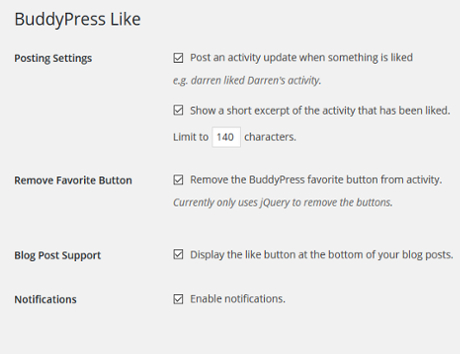 BuddyPress Like
Posting Settings
Post an activity update when something is liked
e.g. darren liked Darren's activity.
Show a short excerpt of the activity that has been liked.
Limit to 140 characters.
Remove Favorite Button
Remove the BuddyPress favorite button from activity.
Currently only uses jQuery to remove the buttons.
Blog Post Support
Display the like button at the bottom of your blog posts.
Notifications
Enable notifications.